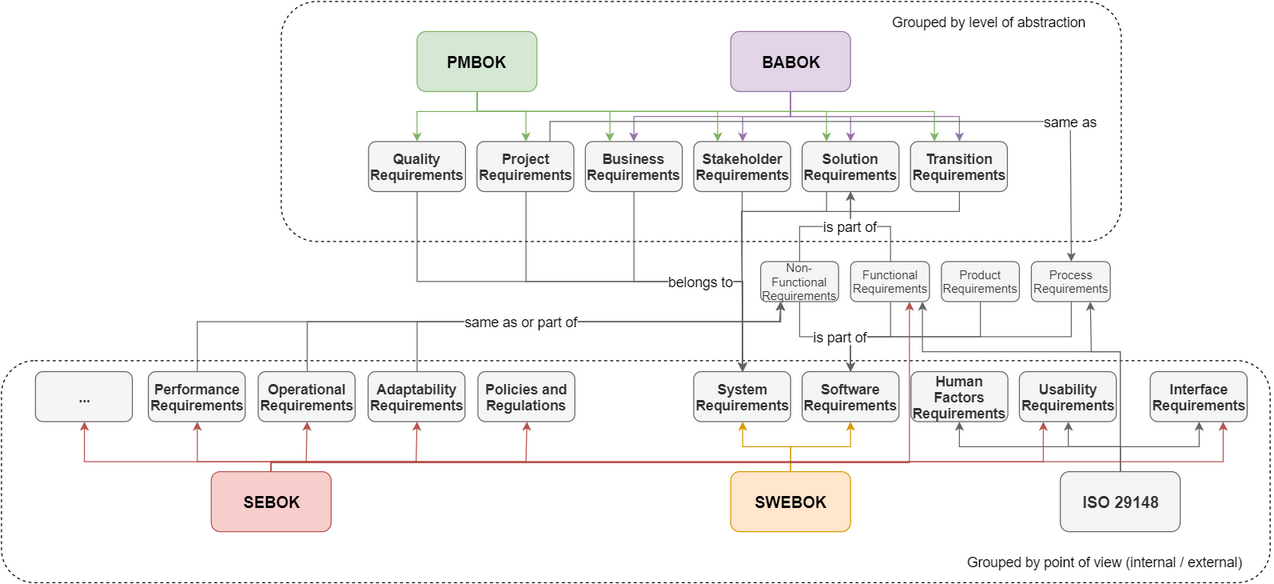 Grouped by level of abstraction
PMBOK
BABOK
same as
Quality
Requirements
Project
Requirements
Business
Requirements
Stakeholder
Requirements
Solution
Requirements
Transition
Requirements
is part of
belongs to
Non-
Functional
Requirements
Functional
Requirements
Product
Requirements
Process
Requirements
same as or part of
is part of
...
Performance
Requirements
Operational
Requirements
Adaptability
Requirements
Policies and
Regulations
System
Requirements
Software
Requirements
Human
Factors
Requirements
Usability
Requirements
Interface
Requirements
SEBOK
SWEBOK
ISO 29148
Grouped by point of view (internal / external)